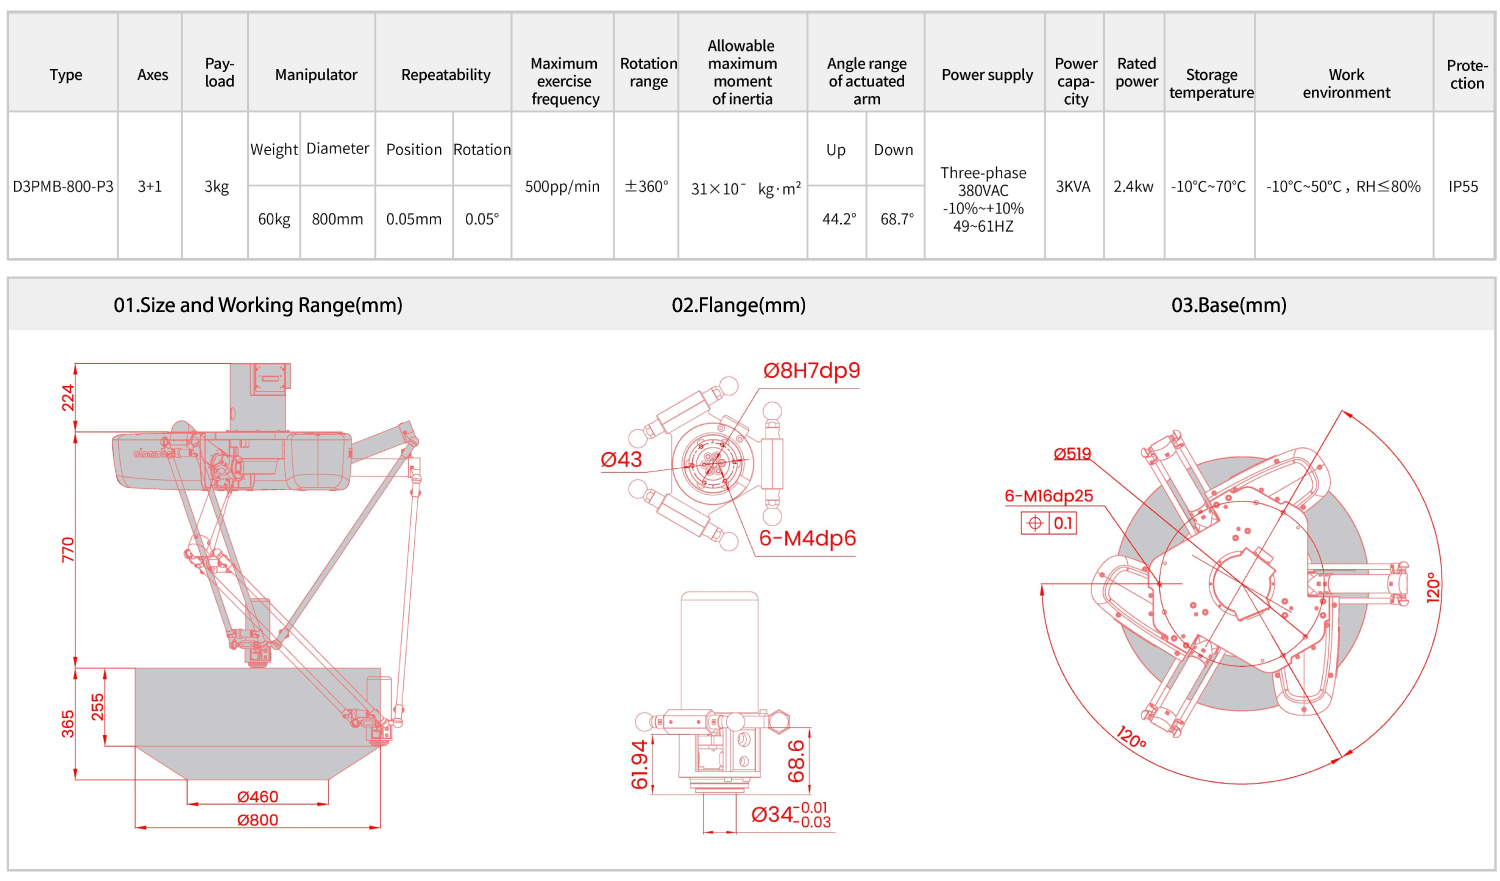 Type
Axes
Pay-
load
Manipulator
Repeatability
Maximum
exercise
frequency
Rotation
range
Allowable
maximum
moment
of inertia
Angle range
of actuated
arm
Power supply
Power
capa-
city
Rated
power
Storage
temperature
Work
environment
Prote-
ction
Weight
Diameter
Position
Rotation
Up
Down
D3PMB-800-P3
3+1
3kg
60kg
800mm
0.05mm
0.05°
500pp/min
±360°
31×10⁻ kg·m²
44.2°
68.7°
Three-phase
380VAC
-10%~+10%
49~61HZ
3KVA
2.4kw
-10℃~70℃
-10℃~50℃ , RH≤80%
IP55
01.Size and Working Range(mm)
02.Flange(mm)
03.Base(mm)
224
770
365
255
Ø460
Ø800
Ø8H7dp9
Ø43
6-M4dp6
61.94
68.6
Ø34
-0.01
-0.03
Ø519
6-M16dp25
0.1
120°
120°